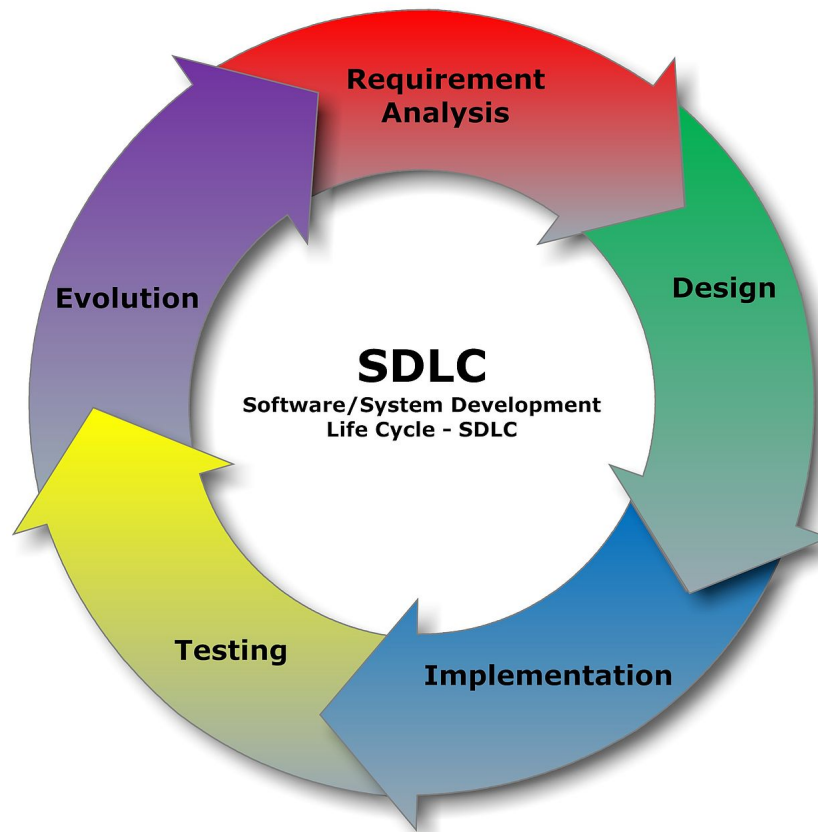 Requirement
Analysis
Design
Evolution
SDLC
Software/System Development
Life Cycle - SDLC
Testing
Implementation